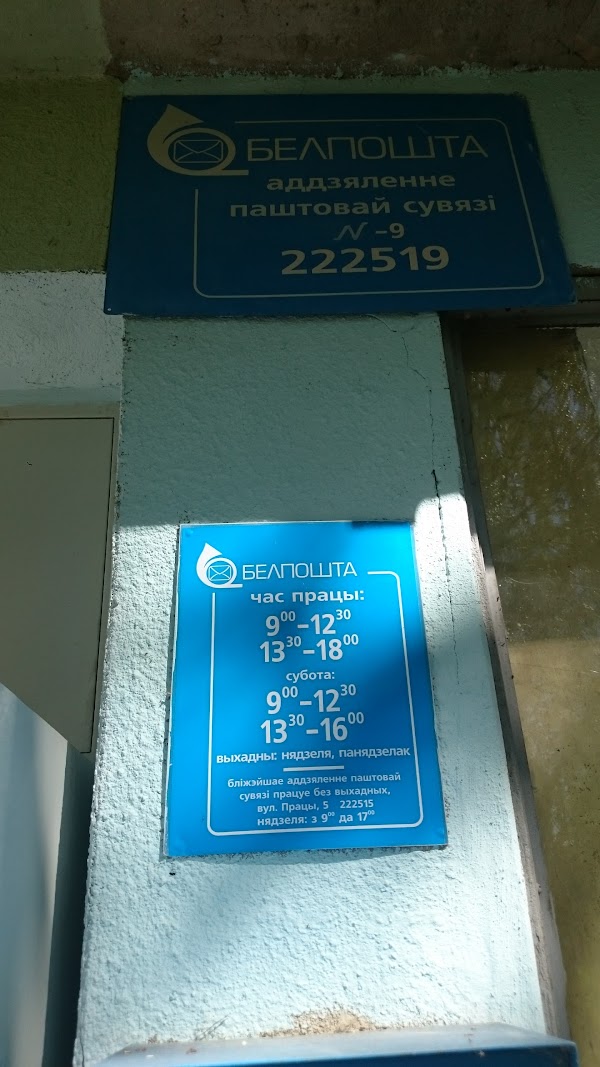 БЕЛПОШТА
аддзяленне
паштовай сувязі
N -9
222519
БЕЛПОШТА
час працы:
9⁰⁰-12³⁰
13³⁰-18⁰⁰
субота:
9⁰⁰-12³⁰
13³⁰-16⁰⁰
выхадны: нядзеля, панядзелак
бліжэйшае аддзяленне паштовай
сувязі працуе без выхадных,
вул. Працы, 5 222515
нядзеля: з 9⁰⁰ да 17⁰⁰